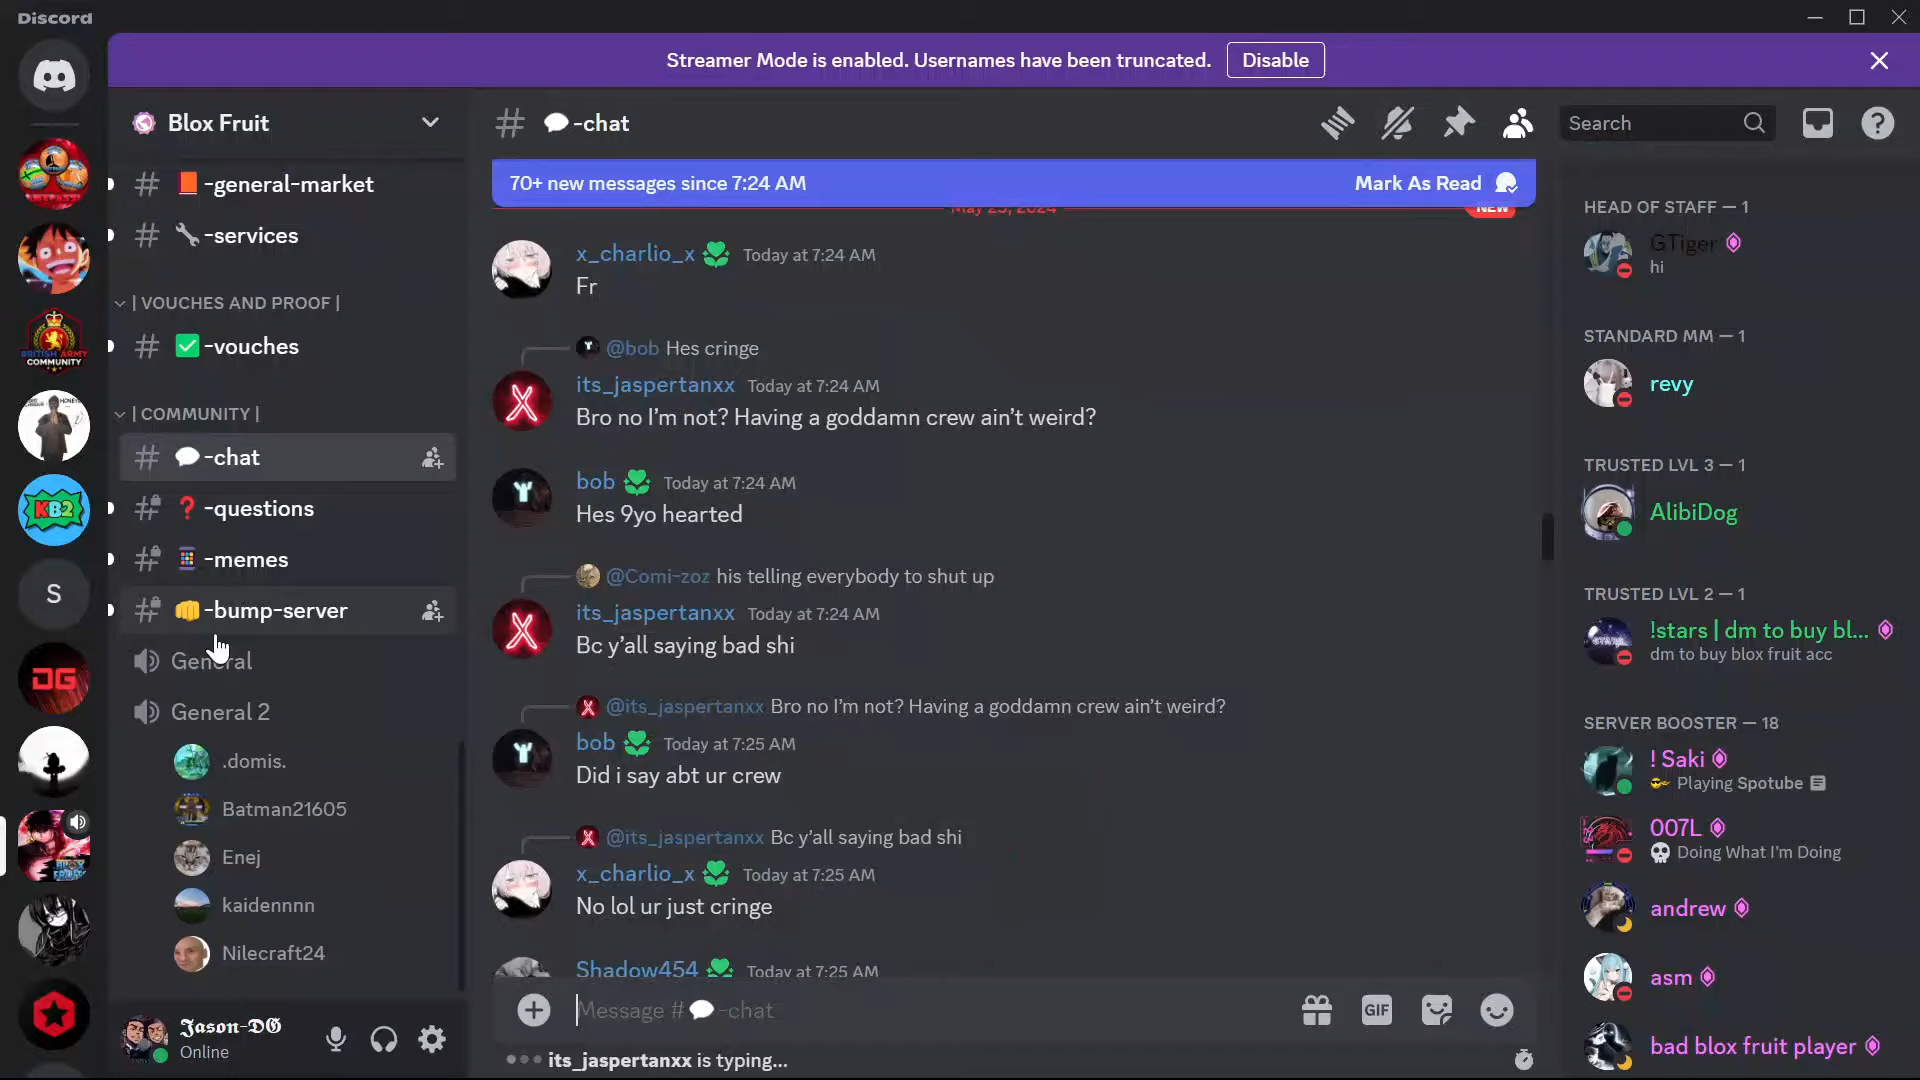 Discord
Streamer Mode is enabled. Usernames have been truncated.
Disable
Blox Fruit
-general-market
-services
| VOUCHES AND PROOF |
-vouches
| COMMUNITY |
-chat
-questions
-memes
-bump-server
General
General 2
.domis.
Batman21605
Enej
kaidennnn
Nilecraft24
Jason-DG
Online
BRITISH ARMY
COMMUNITY
KB2
S
DG
# -chat
Search
70+ new messages since 7:24 AM
Mark As Read
May 25, 2024
NEW
x_charlio_x Today at 7:24 AM
Fr
@bob Hes cringe
its_jaspertanxx Today at 7:24 AM
Bro no I’m not? Having a goddamn crew ain’t weird?
bob Today at 7:24 AM
Hes 9yo hearted
@Comi-zoz his telling everybody to shut up
its_jaspertanxx Today at 7:24 AM
Bc y’all saying bad shi
@its_jaspertanxx Bro no I’m not? Having a goddamn crew ain’t weird?
bob Today at 7:25 AM
Did i say abt ur crew
@its_jaspertanxx Bc y’all saying bad shi
x_charlio_x Today at 7:25 AM
No lol ur just cringe
Shadow454 Today at 7:25 AM
Message # -chat
GIF
its_jaspertanxx is typing...
HEAD OF STAFF — 1
GTiger
hi
STANDARD MM — 1
revy
TRUSTED LVL 3 — 1
AlibiDog
TRUSTED LVL 2 — 1
!stars | dm to buy bl...
dm to buy blox fruit acc
SERVER BOOSTER — 18
! Saki
Playing Spotube
007L
Doing What I'm Doing
andrew
asm
bad blox fruit player